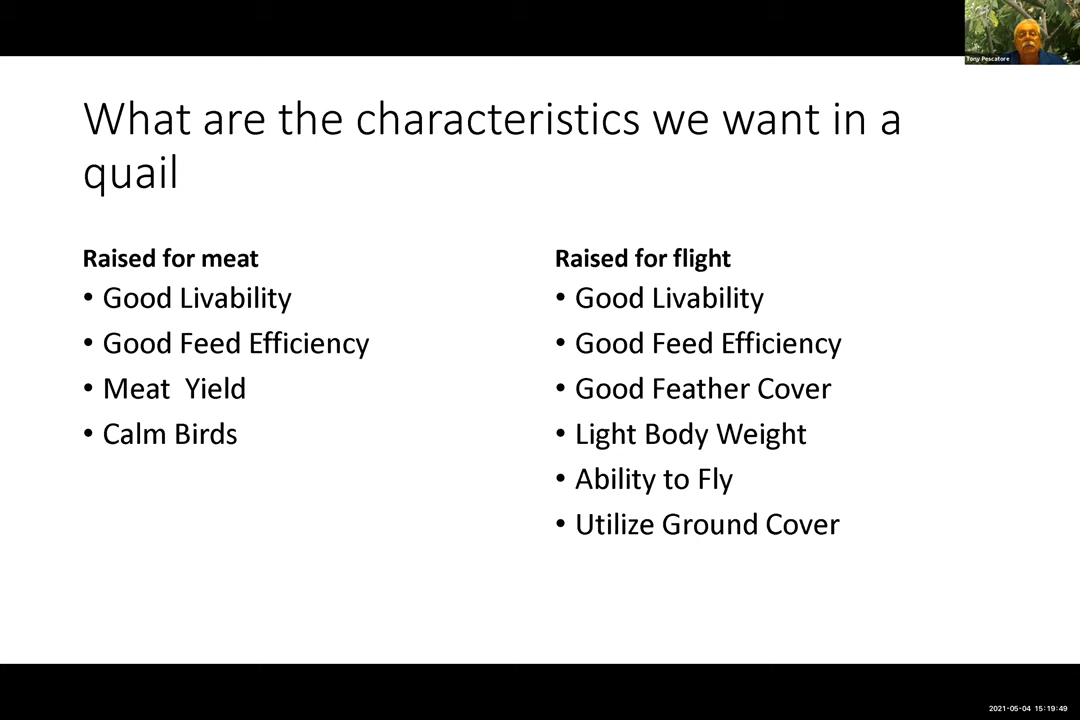 Tony Pescatore
What are the characteristics we want in a
quail
Raised for meat
• Good Livability
• Good Feed Efficiency
• Meat  Yield
• Calm Birds
Raised for flight
• Good Livability
• Good Feed Efficiency
• Good Feather Cover
• Light Body Weight
• Ability to Fly
• Utilize Ground Cover
2021-05-04 15:19:49